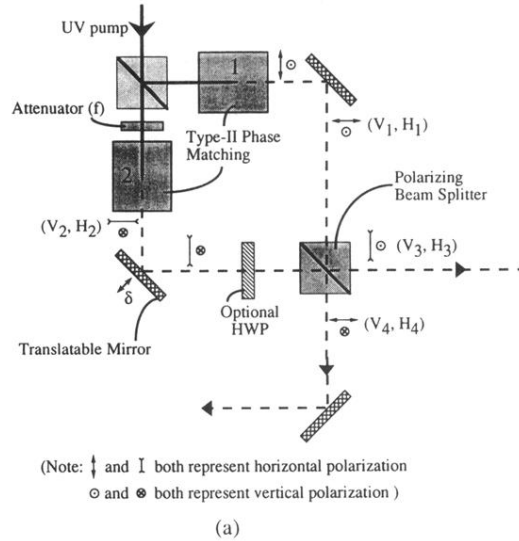 UV pump
1
Attenuator (f)
Type-II Phase
Matching
(V₁, H₁)
2
Polarizing
Beam Splitter
(V₂, H₂)
(V₃, H₃)
δ
Optional
HWP
(V₄, H₄)
Translatable Mirror
(Note: ↕ and ⌶ both represent horizontal polarization
⊙ and ⊗ both represent vertical polarization )
(a)